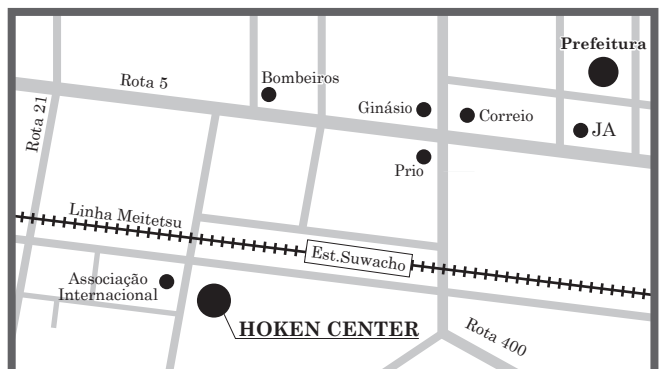 Prefeitura
Rota 5
Bombeiros
Ginásio
Correio
JA
Rota 21
Prio
Linha Meitetsu
Est.Suwacho
Associação
Internacional
HOKEN CENTER
Rota 400